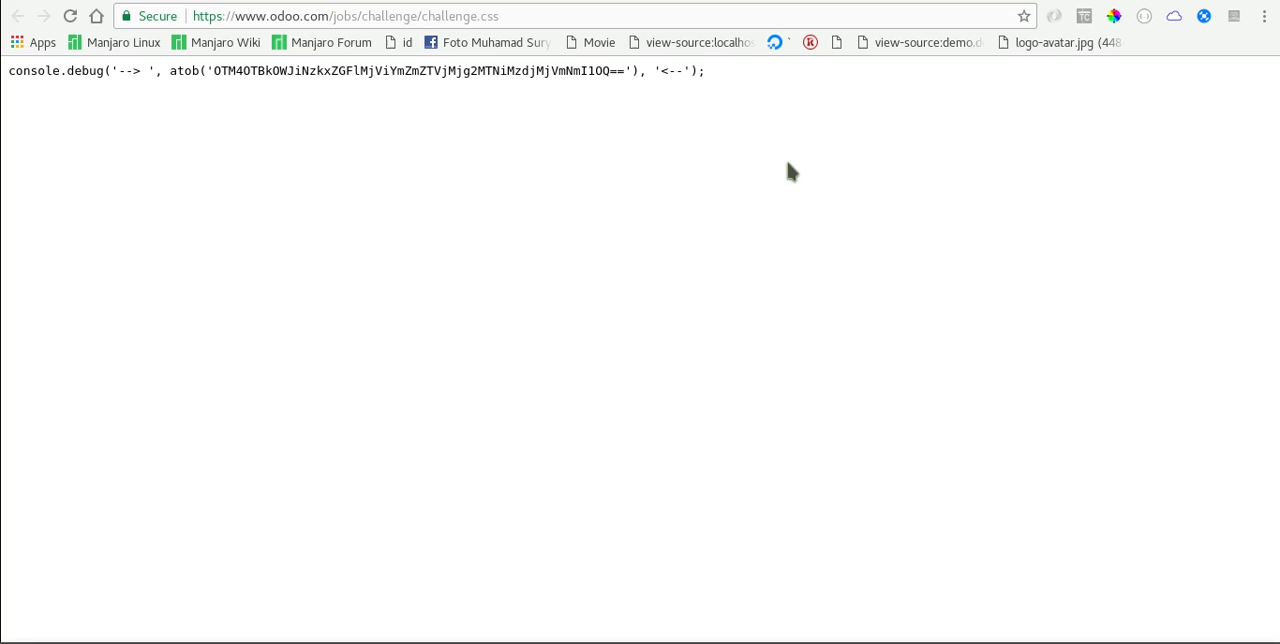 Secure https://www.odoo.com/jobs/challenge/challenge.css
Apps Manjaro Linux Manjaro Wiki Manjaro Forum id Foto Muhamad Sury Movie view-source:localhos view-source:demo.d logo-avatar.jpg (448
console.debug('--> ', atob('OTM4OTBkOWJiNzkxZGFlMjViYmZmZTVjMjg2MTNiMzdjMjVmNmI1OQ=='), '<--');